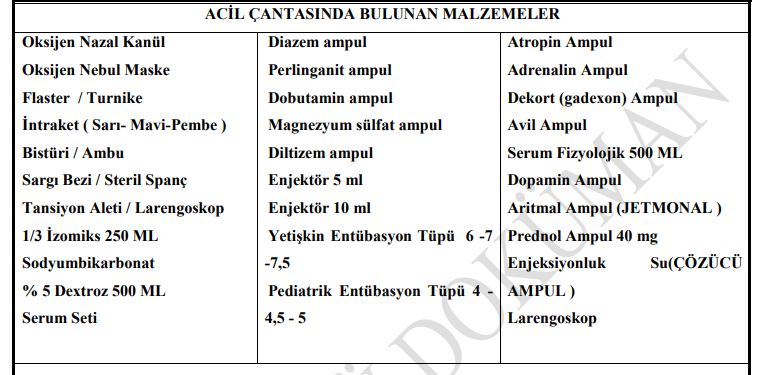 ACİL ÇANTASINDA BULUNAN MALZEMELER
Oksijen Nazal Kanül
Oksijen Nebul Maske
Flaster / Turnike
İntraket ( Sarı- Mavi-Pembe )
Bistüri / Ambu
Sargı Bezi / Steril Spanç
Tansiyon Aleti / Larengoskop
1/3 İzomiks 250 ML
Sodyumbikarbonat
% 5 Dextroz 500 ML
Serum Seti
Diazem ampul
Perlinganit ampul
Dobutamin ampul
Magnezyum sülfat ampul
Diltizem ampul
Enjektör 5 ml
Enjektör 10 ml
Yetişkin Entübasyon Tüpü 6 -7
-7,5
Pediatrik Entübasyon Tüpü 4 -
4,5 - 5
Atropin Ampul
Adrenalin Ampul
Dekort (gadexon) Ampul
Avil Ampul
Serum Fizyolojik 500 ML
Dopamin Ampul
Aritmal Ampul (JETMONAL )
Prednol Ampul 40 mg
Enjeksiyonluk Su(ÇÖZÜCÜ
AMPUL )
Larengoskop
DOKÜMAN